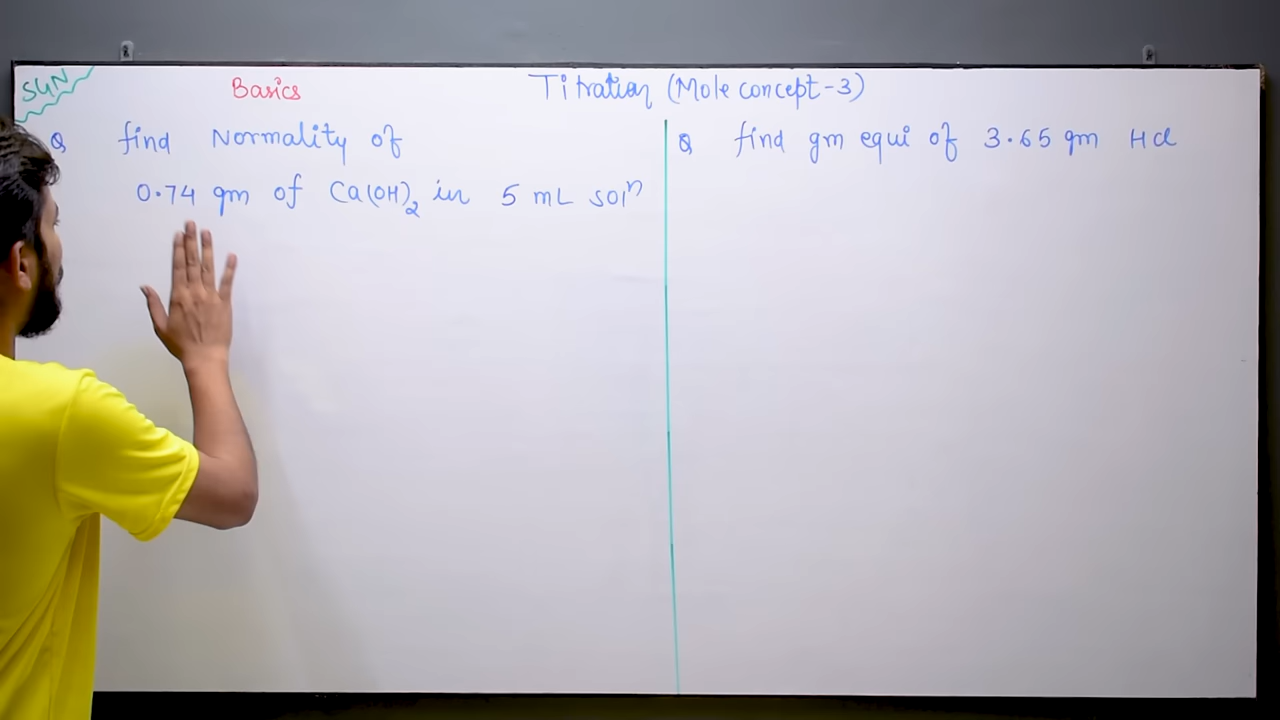 SUN
Basics
Titration (Mole concept-3)
Q find Normality of
0.74 gm of Ca(OH)₂ in 5 mL solⁿ
Q find gm equi of 3.65 gm HCl